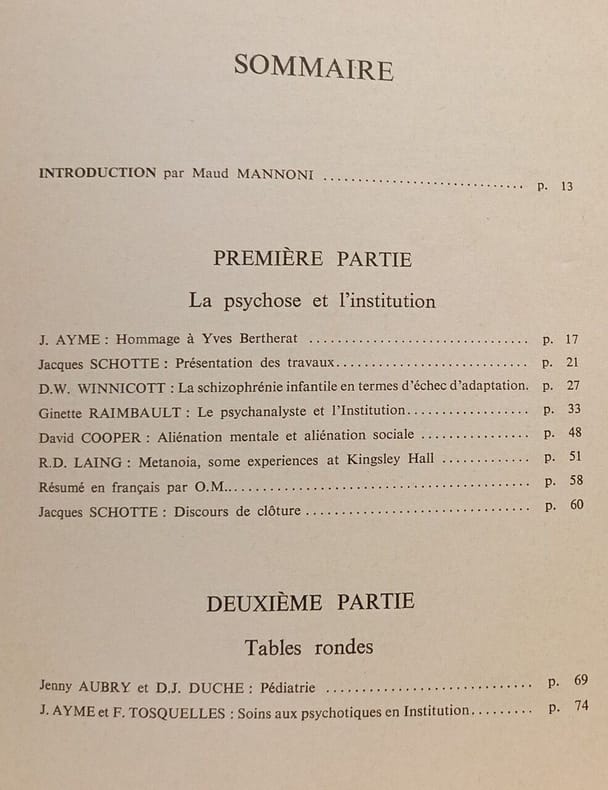 SOMMAIRE
INTRODUCTION par Maud MANNONI ............................ p. 13
PREMIÈRE PARTIE
La psychose et l'institution
J. AYME : Hommage à Yves Bertherat ................................ p. 17
Jacques SCHOTTE : Présentation des travaux............................ p. 21
D.W. WINNICOTT : La schizophrénie infantile en termes d'échec d'adaptation. p. 27
Ginette RAIMBAULT : Le psychanalyste et l'Institution.................. p. 33
David COOPER : Aliénation mentale et aliénation sociale ................ p. 48
R.D. LAING : Metanoia, some experiences at Kingsley Hall ............. p. 51
Résumé en français par O.M............................................ p. 58
Jacques SCHOTTE : Discours de clôture ................................. p. 60
DEUXIÈME PARTIE
Tables rondes
Jenny AUBRY et D.J. DUCHE : Pédiatrie .............................. p. 69
J. AYME et F. TOSQUELLES : Soins aux psychotiques en Institution......... p. 74